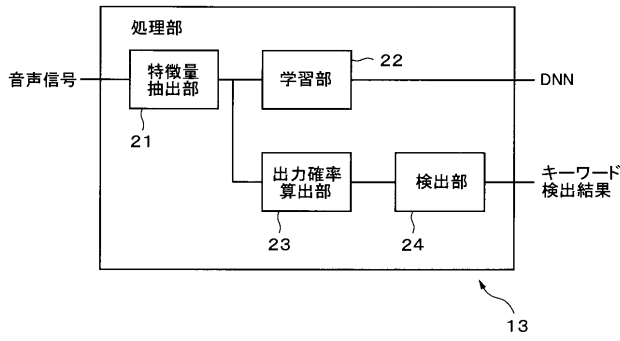 処理部
音声信号
特徴量
抽出部
21
学習部
22
DNN
出力確率
算出部
23
検出部
24
キーワード
検出結果
13